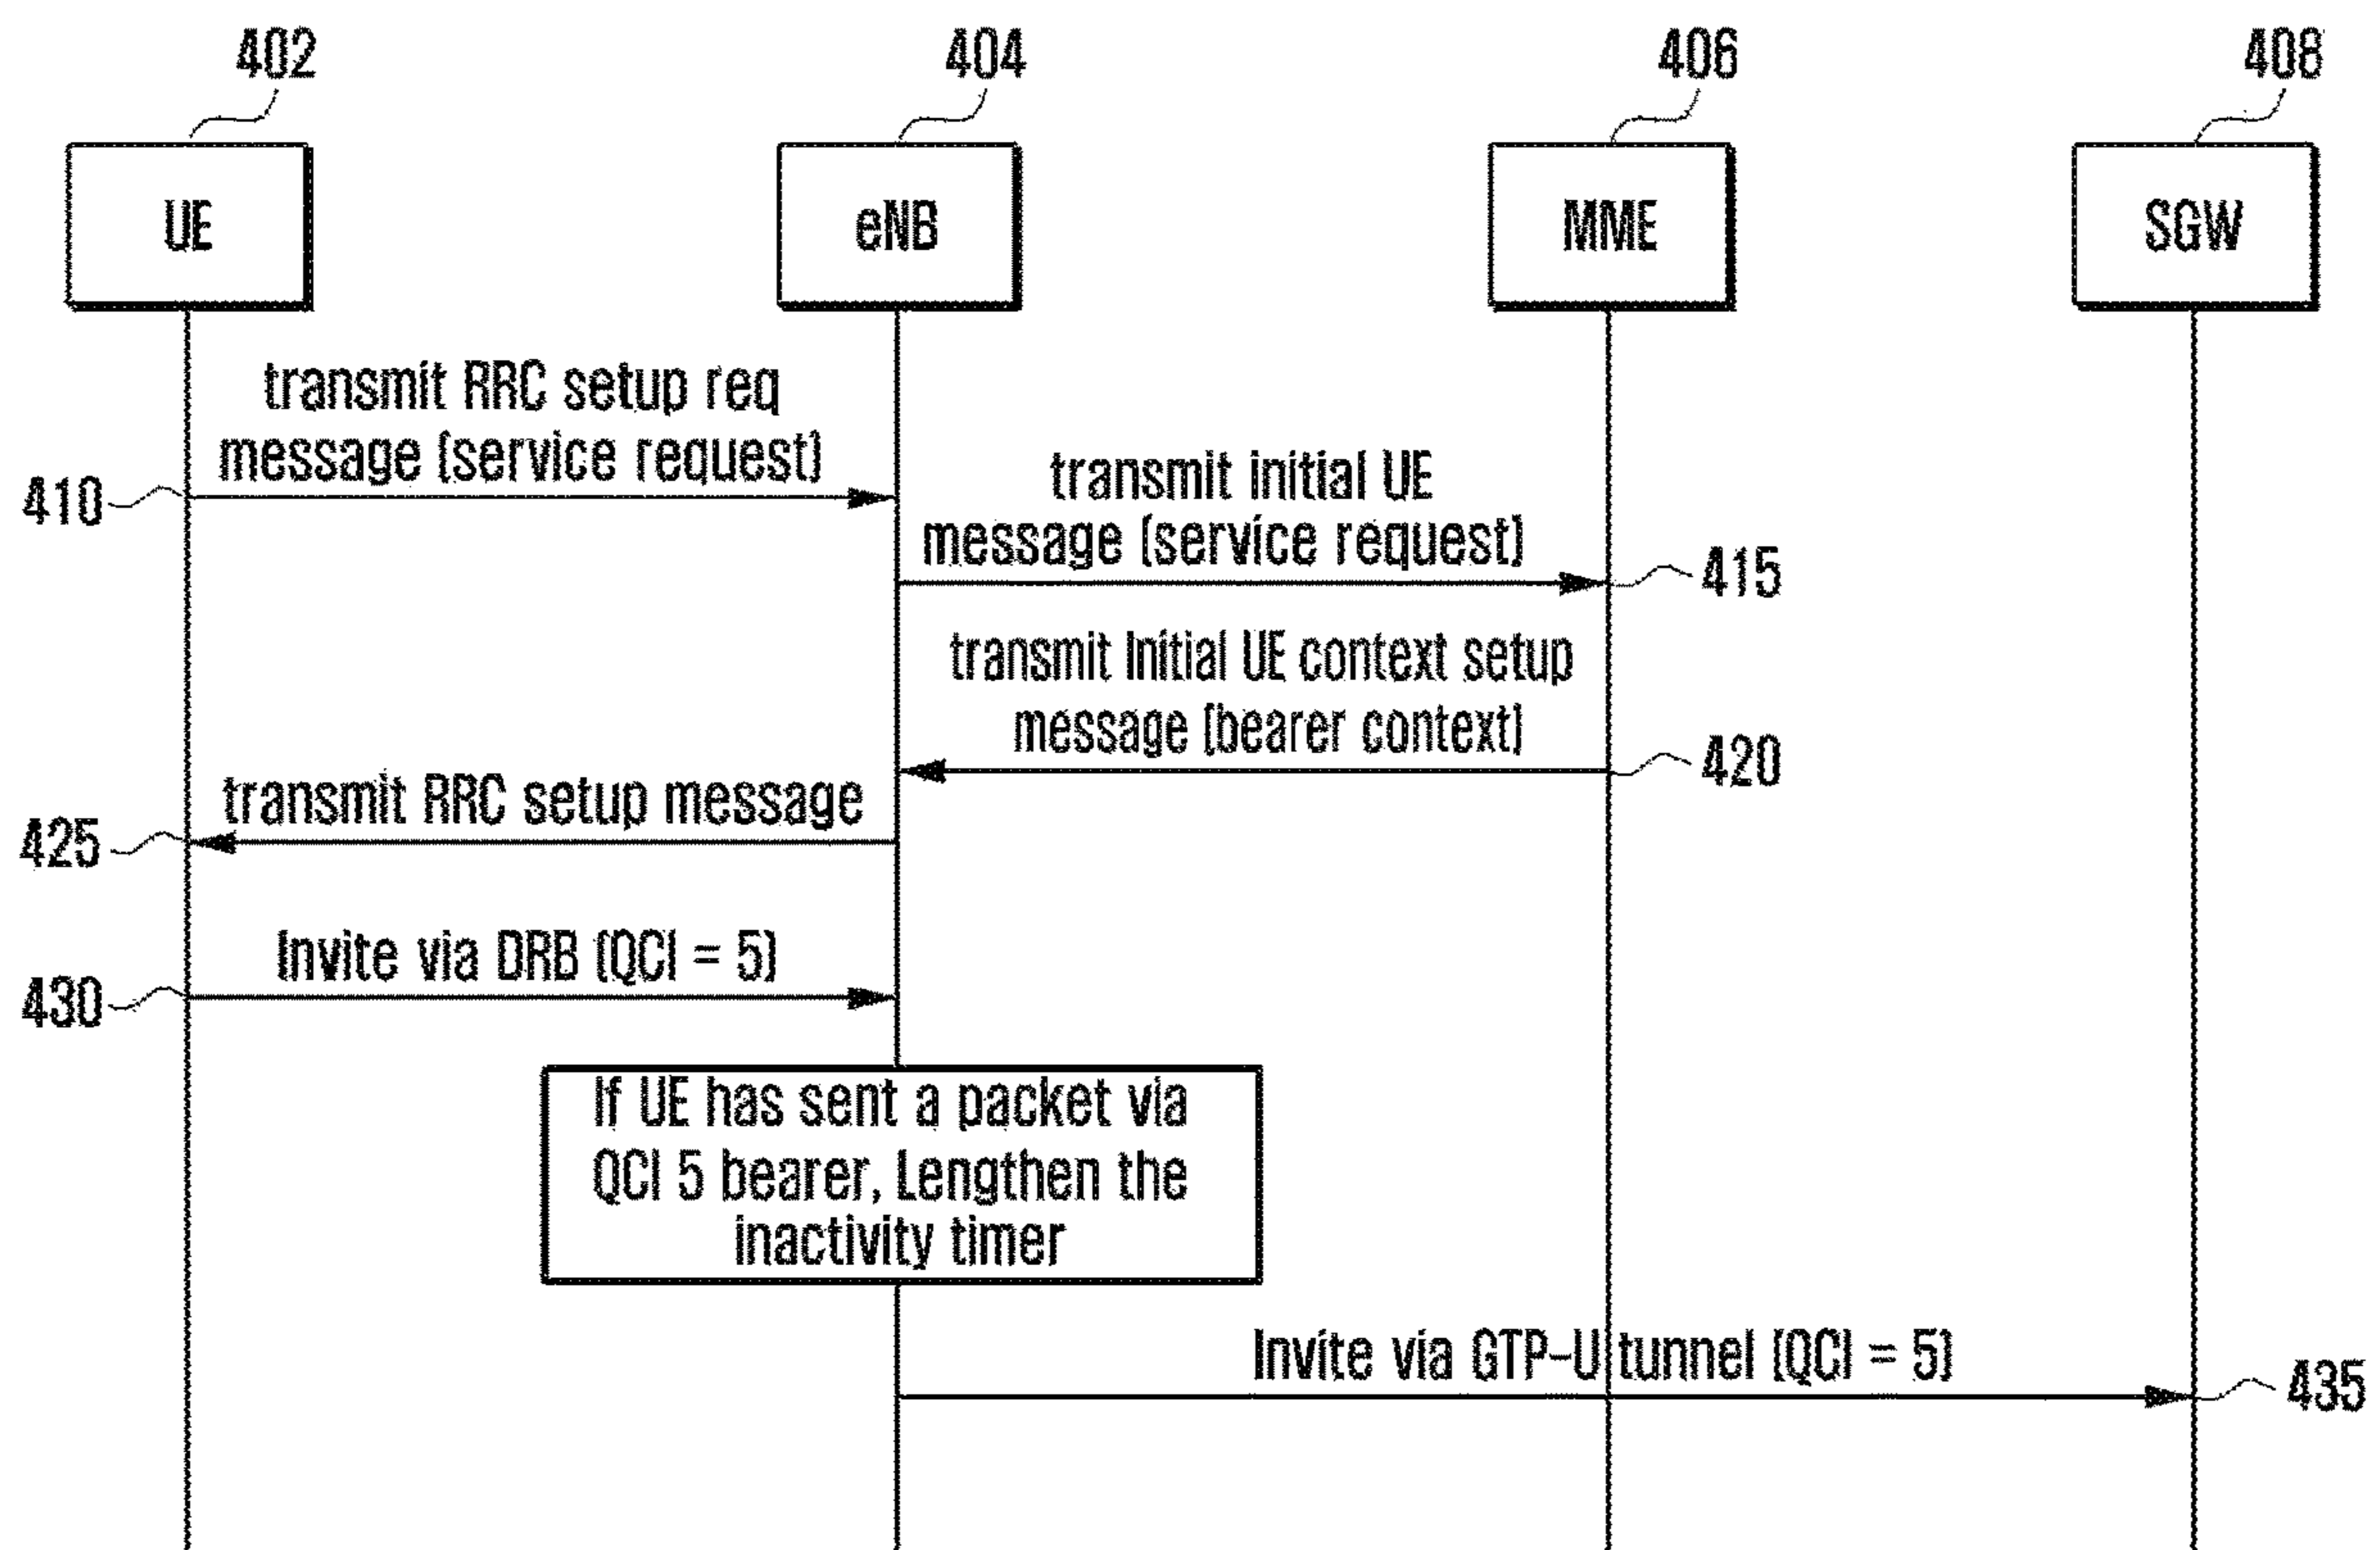 402
404
406
408
UE
eNB
MME
SGW
transmit RRC setup req
message (service request)
410
transmit initial UE
message (service request)
415
transmit Initial UE context setup
message (bearer context)
420
transmit RRC setup message
425
Invite via DRB (QCI = 5)
430
If UE has sent a packet via
QCI 5 bearer, Lengthen the
inactivity timer
Invite via GTP-U tunnel (QCI = 5)
435